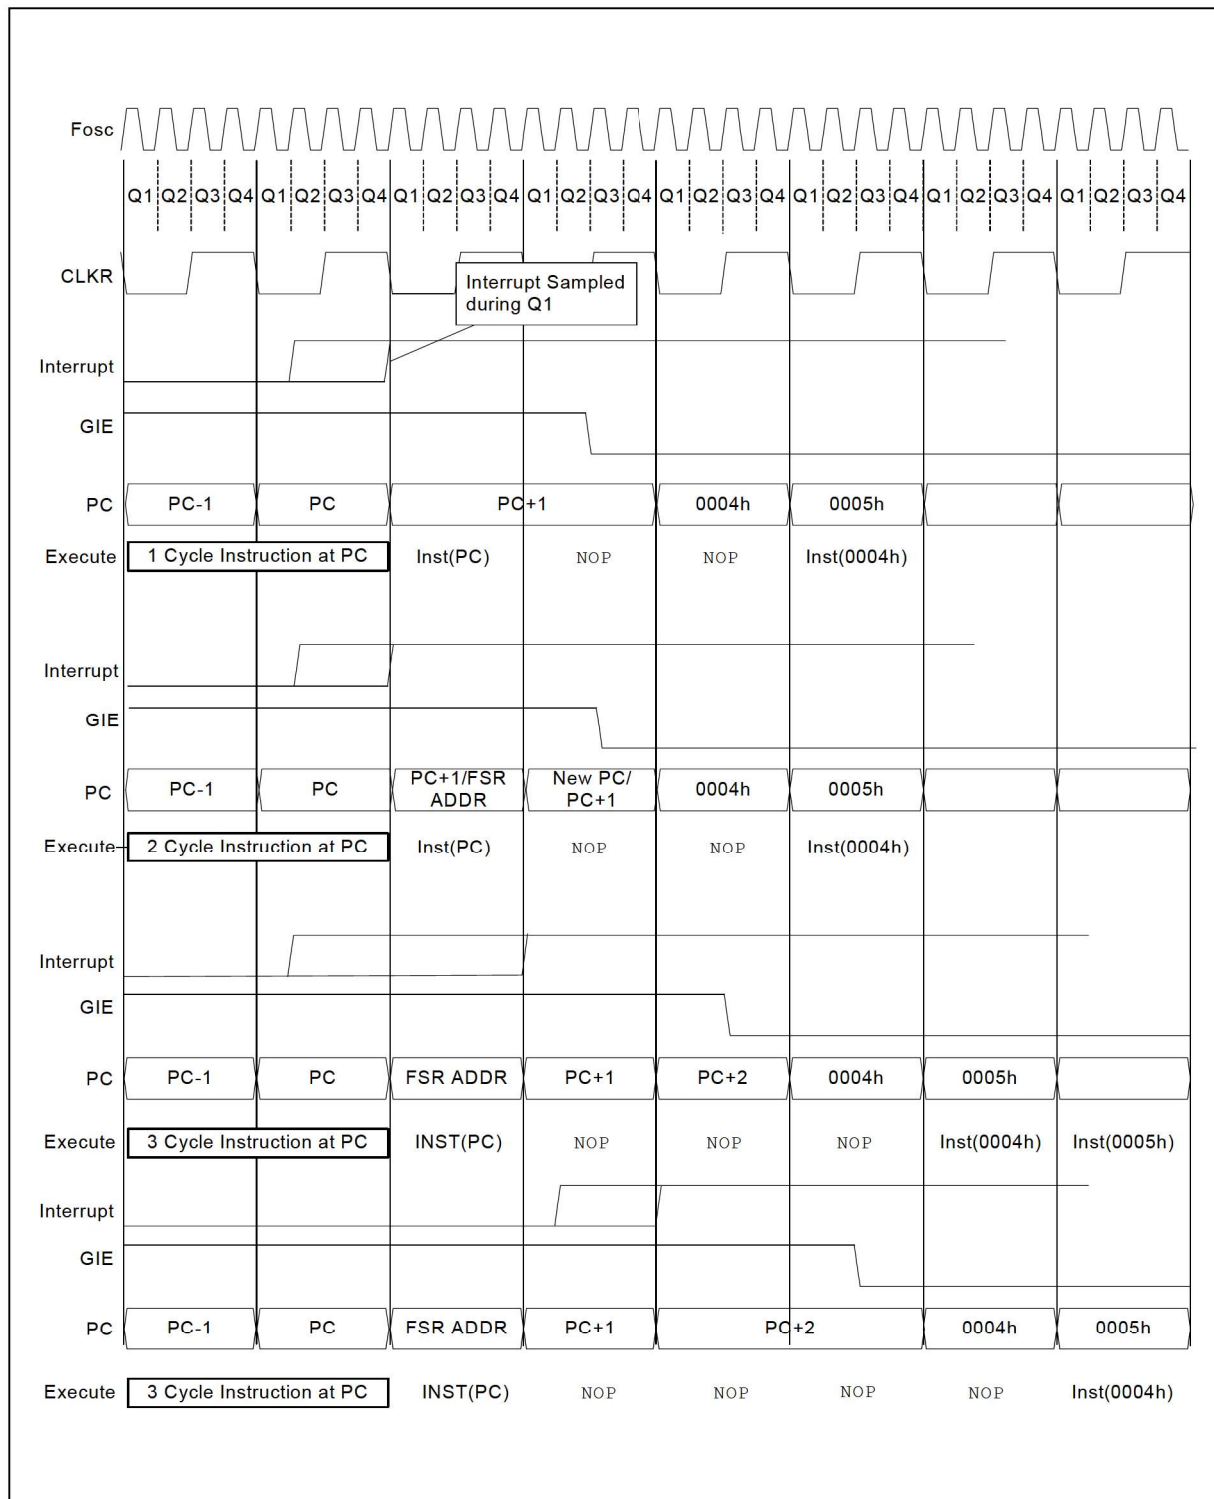 Fosc
Q1 Q2 Q3 Q4 Q1 Q2 Q3 Q4 Q1 Q2 Q3 Q4 Q1 Q2 Q3 Q4 Q1 Q2 Q3 Q4 Q1 Q2 Q3 Q4 Q1 Q2 Q3 Q4 Q1 Q2 Q3 Q4
CLKR
Interrupt Sampled
during Q1
Interrupt
GIE
PC PC-1 PC PC+1 0004h 0005h
Execute 1 Cycle Instruction at PC Inst(PC) NOP NOP Inst(0004h)
Interrupt
GIE
PC PC-1 PC PC+1/FSR ADDR New PC/ PC+1 0004h 0005h
Execute 2 Cycle Instruction at PC Inst(PC) NOP NOP Inst(0004h)
Interrupt
GIE
PC PC-1 PC FSR ADDR PC+1 PC+2 0004h 0005h
Execute 3 Cycle Instruction at PC INST(PC) NOP NOP NOP Inst(0004h) Inst(0005h)
Interrupt
GIE
PC PC-1 PC FSR ADDR PC+1 PC+2 0004h 0005h
Execute 3 Cycle Instruction at PC INST(PC) NOP NOP NOP NOP Inst(0004h)